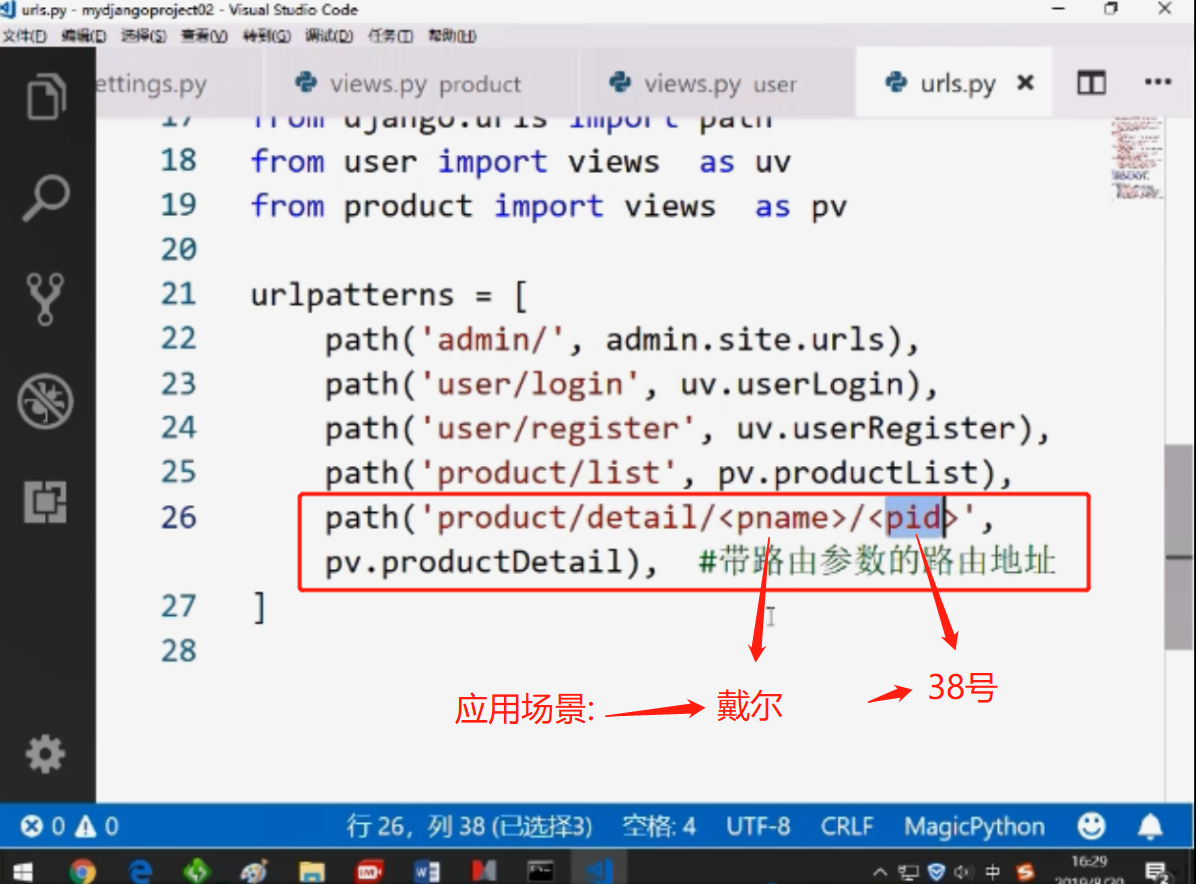 urls.py - mydjangoproject02 - Visual Studio Code
文件(F) 编辑(E) 选择(S) 查看(V) 转到(G) 调试(D) 任务(T) 帮助(H)
ettings.py views.py product views.py user urls.py
17 from django.urls import path
18 from user import views as uv
19 from product import views as pv
20
21 urlpatterns = [
22 path('admin/', admin.site.urls),
23 path('user/login', uv.userLogin),
24 path('user/register', uv.userRegister),
25 path('product/list', pv.productList),
26 path('product/detail/<pname>/<pid>',
pv.productDetail), #带路由参数的路由地址
27 ]
28
应用场景: 戴尔 38号
0 0 行 26，列 38 (已选择3) 空格: 4 UTF-8 CRLF MagicPython
中 16:29
2019/8/20